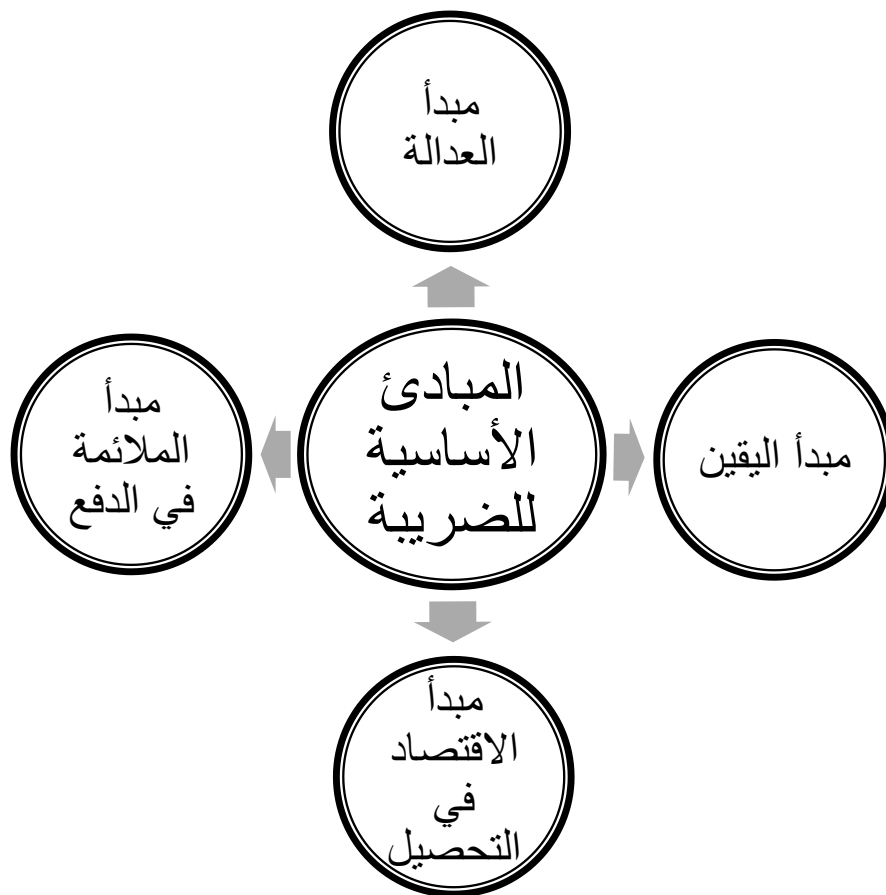 مبدأ
العدالة
المبادئ
الأساسية
للضريبة
مبدأ اليقين
مبدأ
الملائمة
في الدفع
مبدأ
الاقتصاد
في
التحصيل